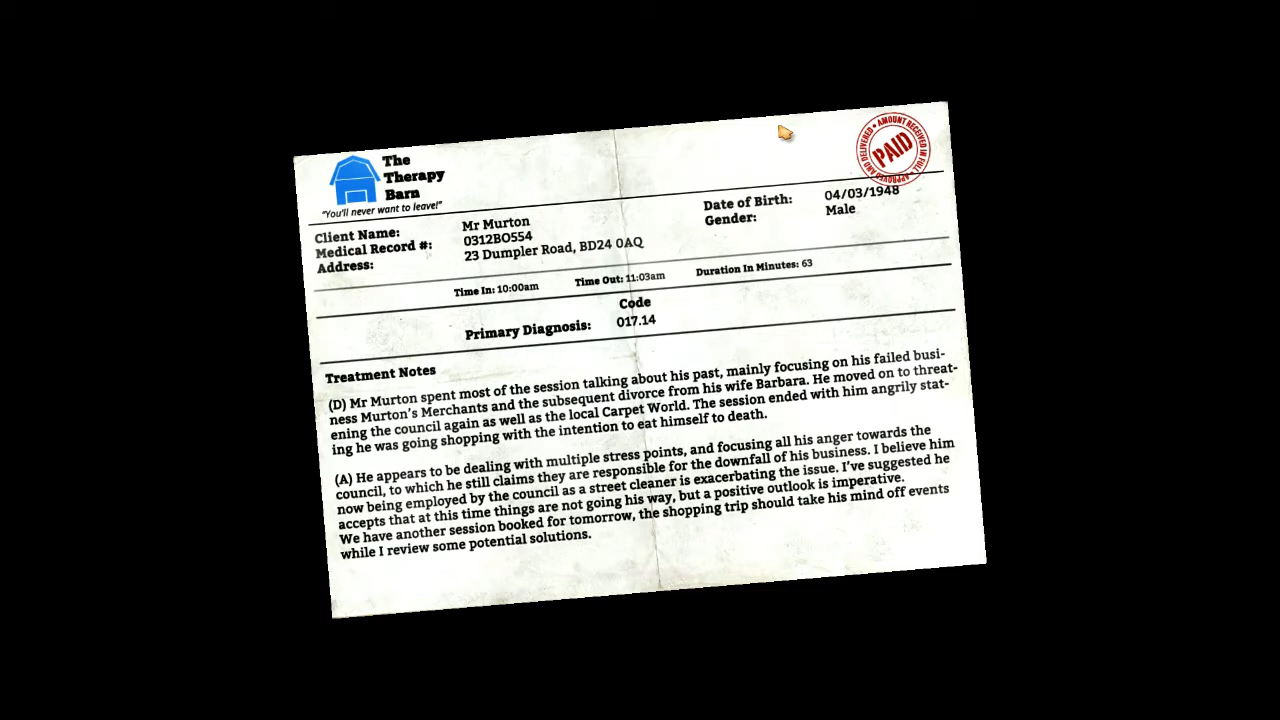 The
Therapy
Barn
"You'll never want to leave!"
AMOUNT RECEIVED IN FULL • APPROVED AND DELIVERED •
PAID
Client Name: Mr Murton Date of Birth: 04/03/1948
Medical Record #: 0312BO554 Gender: Male
Address: 23 Dumpler Road, BD24 0AQ
Time In: 10:00am Time Out: 11:03am Duration In Minutes: 63
Code
Primary Diagnosis: 017.14
Treatment Notes
(D) Mr Murton spent most of the session talking about his past, mainly focusing on his failed busi-
ness Murton's Merchants and the subsequent divorce from his wife Barbara. He moved on to threat-
ening the council again as well as the local Carpet World. The session ended with him angrily stat-
ing he was going shopping with the intention to eat himself to death.
(A) He appears to be dealing with multiple stress points, and focusing all his anger towards the
council, to which he still claims they are responsible for the downfall of his business. I believe him
now being employed by the council as a street cleaner is exacerbating the issue. I've suggested he
accepts that at this time things are not going his way, but a positive outlook is imperative.
We have another session booked for tomorrow, the shopping trip should take his mind off events
while I review some potential solutions.